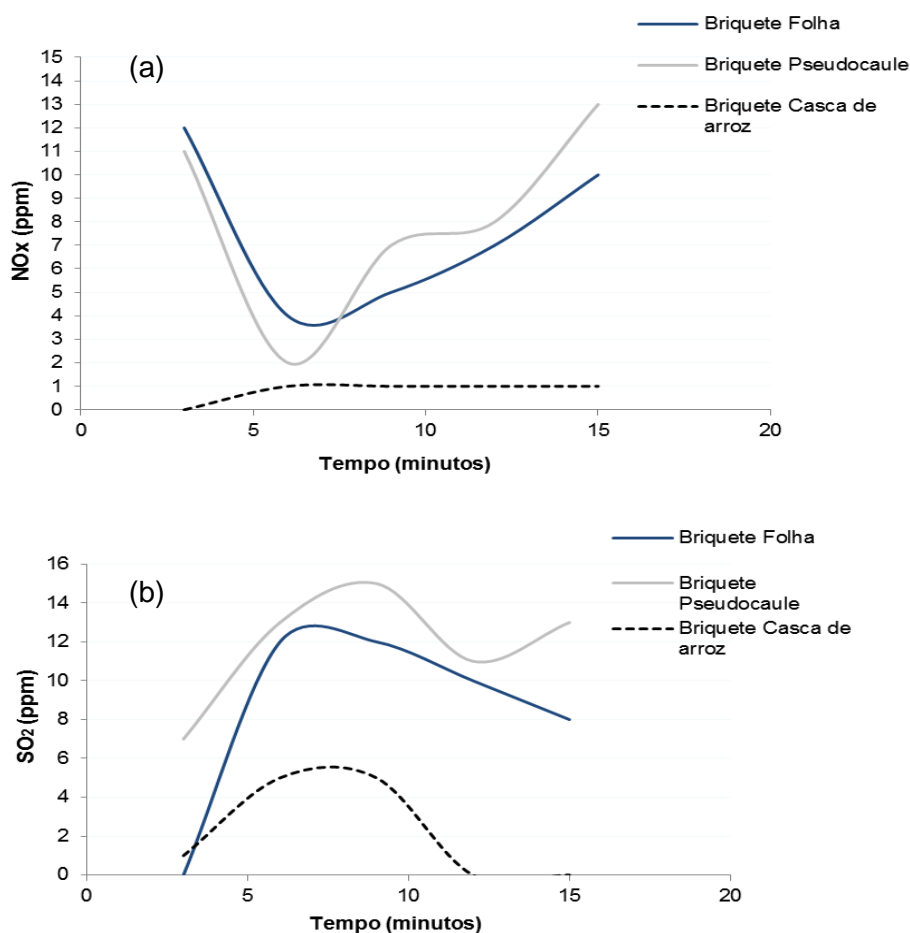 Briquete Folha
Briquete Pseudocaule
Briquete Casca de
arroz
(a)
15
14
13
12
11
10
9
8
7
6
5
4
3
2
1
0
NOx (ppm)
0 5 10 15 20
Tempo (minutos)
Briquete Folha
Briquete
Pseudocaule
Briquete Casca de
arroz
(b)
16
14
12
10
8
6
4
2
0
SO2 (ppm)
0 5 10 15 20
Tempo (minutos)